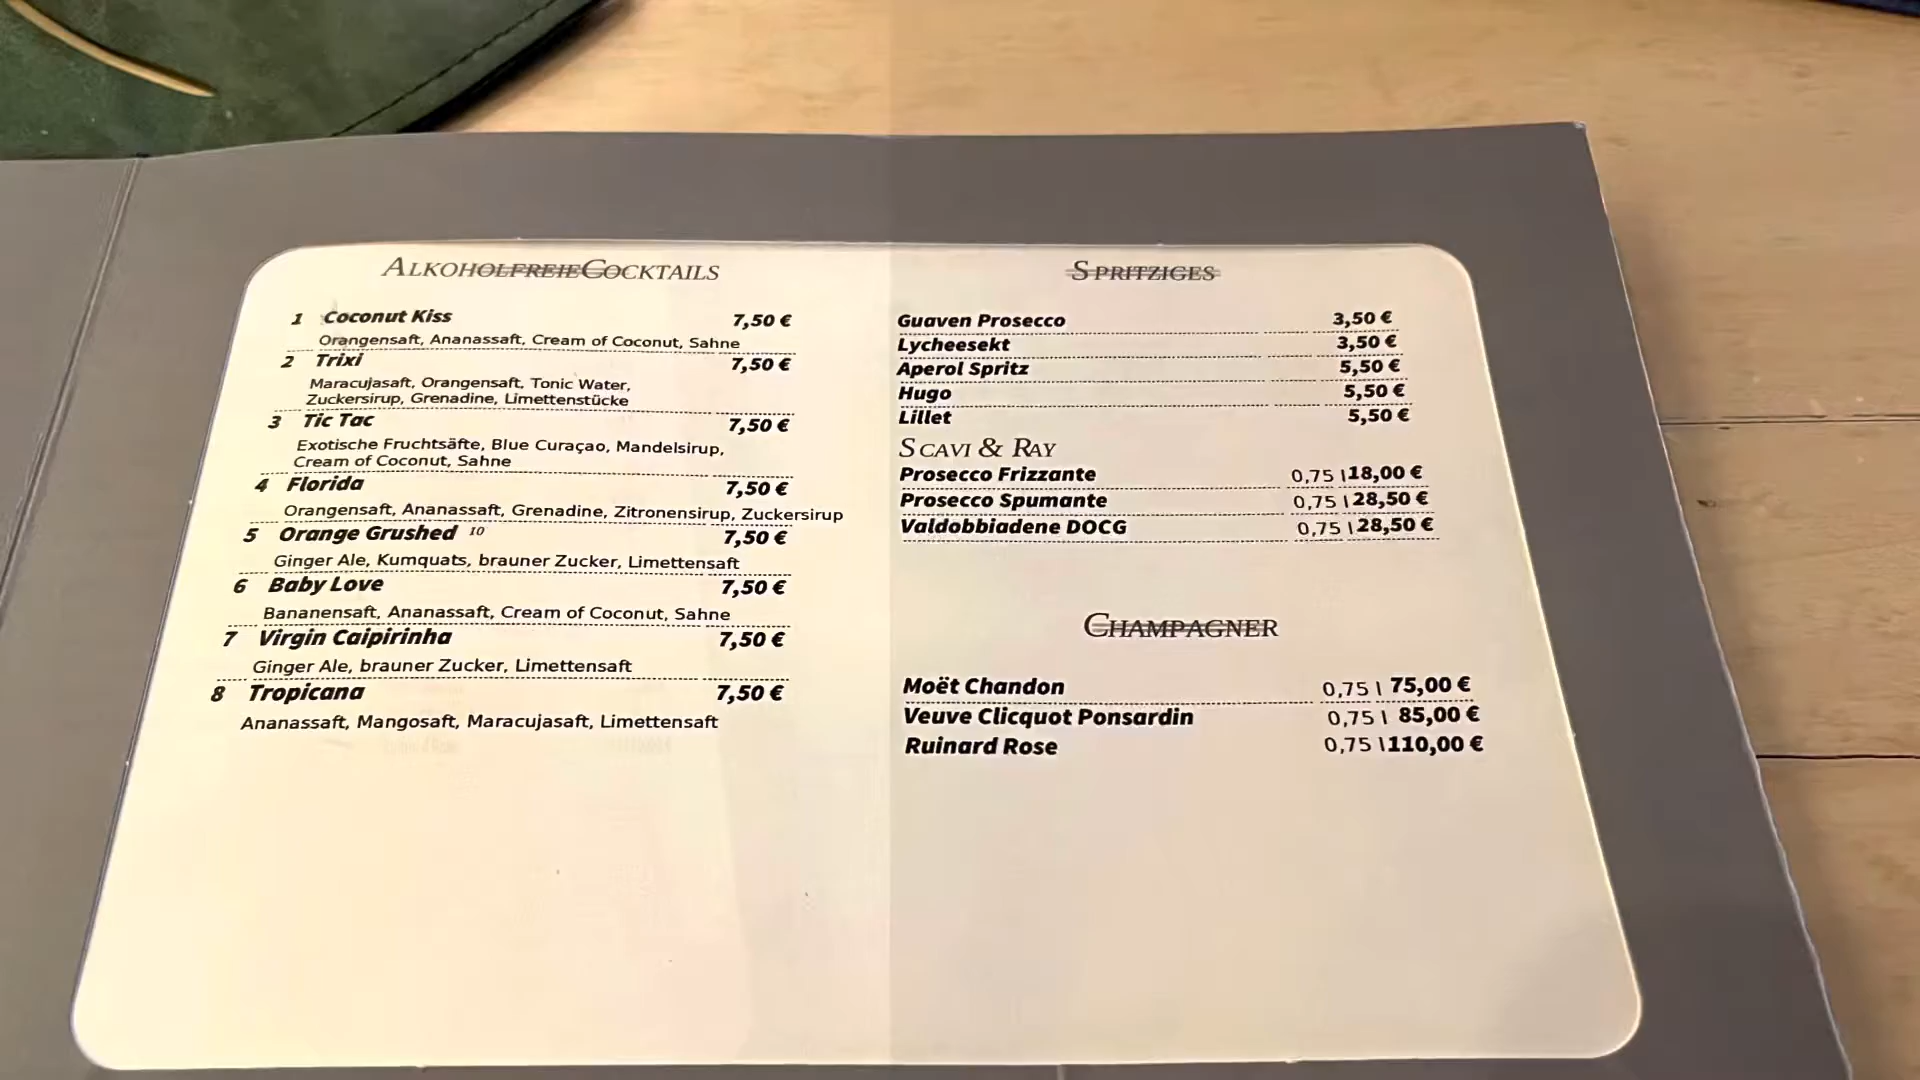 ALKOHOLFREIE COCKTAILS
1 Coconut Kiss 7,50 €
Orangensaft, Ananassaft, Cream of Coconut, Sahne
2 Trixi 7,50 €
Maracujasaft, Orangensaft, Tonic Water,
Zuckersirup, Grenadine, Limettenstücke
3 Tic Tac 7,50 €
Exotische Fruchtsäfte, Blue Curaçao, Mandelsirup,
Cream of Coconut, Sahne
4 Florida 7,50 €
Orangensaft, Ananassaft, Grenadine, Zitronensirup, Zuckersirup
5 Orange Grushed 10 7,50 €
Ginger Ale, Kumquats, brauner Zucker, Limettensaft
6 Baby Love 7,50 €
Bananensaft, Ananassaft, Cream of Coconut, Sahne
7 Virgin Caipirinha 7,50 €
Ginger Ale, brauner Zucker, Limettensaft
8 Tropicana 7,50 €
Ananassaft, Mangosaft, Maracujasaft, Limettensaft
SPRITZIGES
Guaven Prosecco 3,50 €
Lycheesekt 3,50 €
Aperol Spritz 5,50 €
Hugo 5,50 €
Lillet 5,50 €
SCAVI & RAY
Prosecco Frizzante 0,75 l 18,00 €
Prosecco Spumante 0,75 l 28,50 €
Valdobbiadene DOCG 0,75 l 28,50 €
CHAMPAGNER
Moët Chandon 0,75 l 75,00 €
Veuve Clicquot Ponsardin 0,75 l 85,00 €
Ruinard Rose 0,75 l 110,00 €